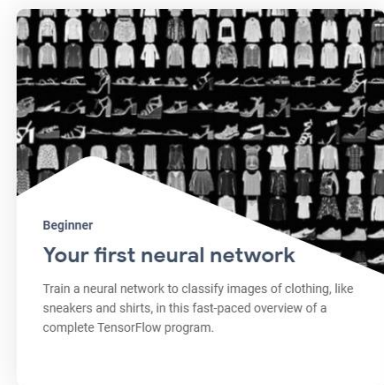 Beginner
Your first neural network
Train a neural network to classify images of clothing, like
sneakers and shirts, in this fast-paced overview of a
complete TensorFlow program.